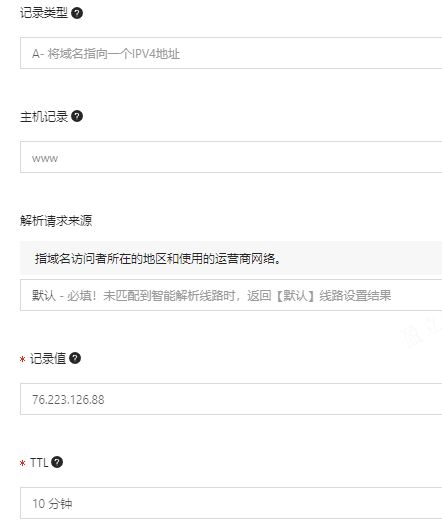 记录类型 ?
A- 将域名指向一个IPV4地址
主机记录 ?
www
解析请求来源
指域名访问者所在的地区和使用的运营商网络。
默认 - 必填！未匹配到智能解析线路时，返回【默认】线路设置结果
* 记录值 ?
76.223.126.88
* TTL ?
10 分钟